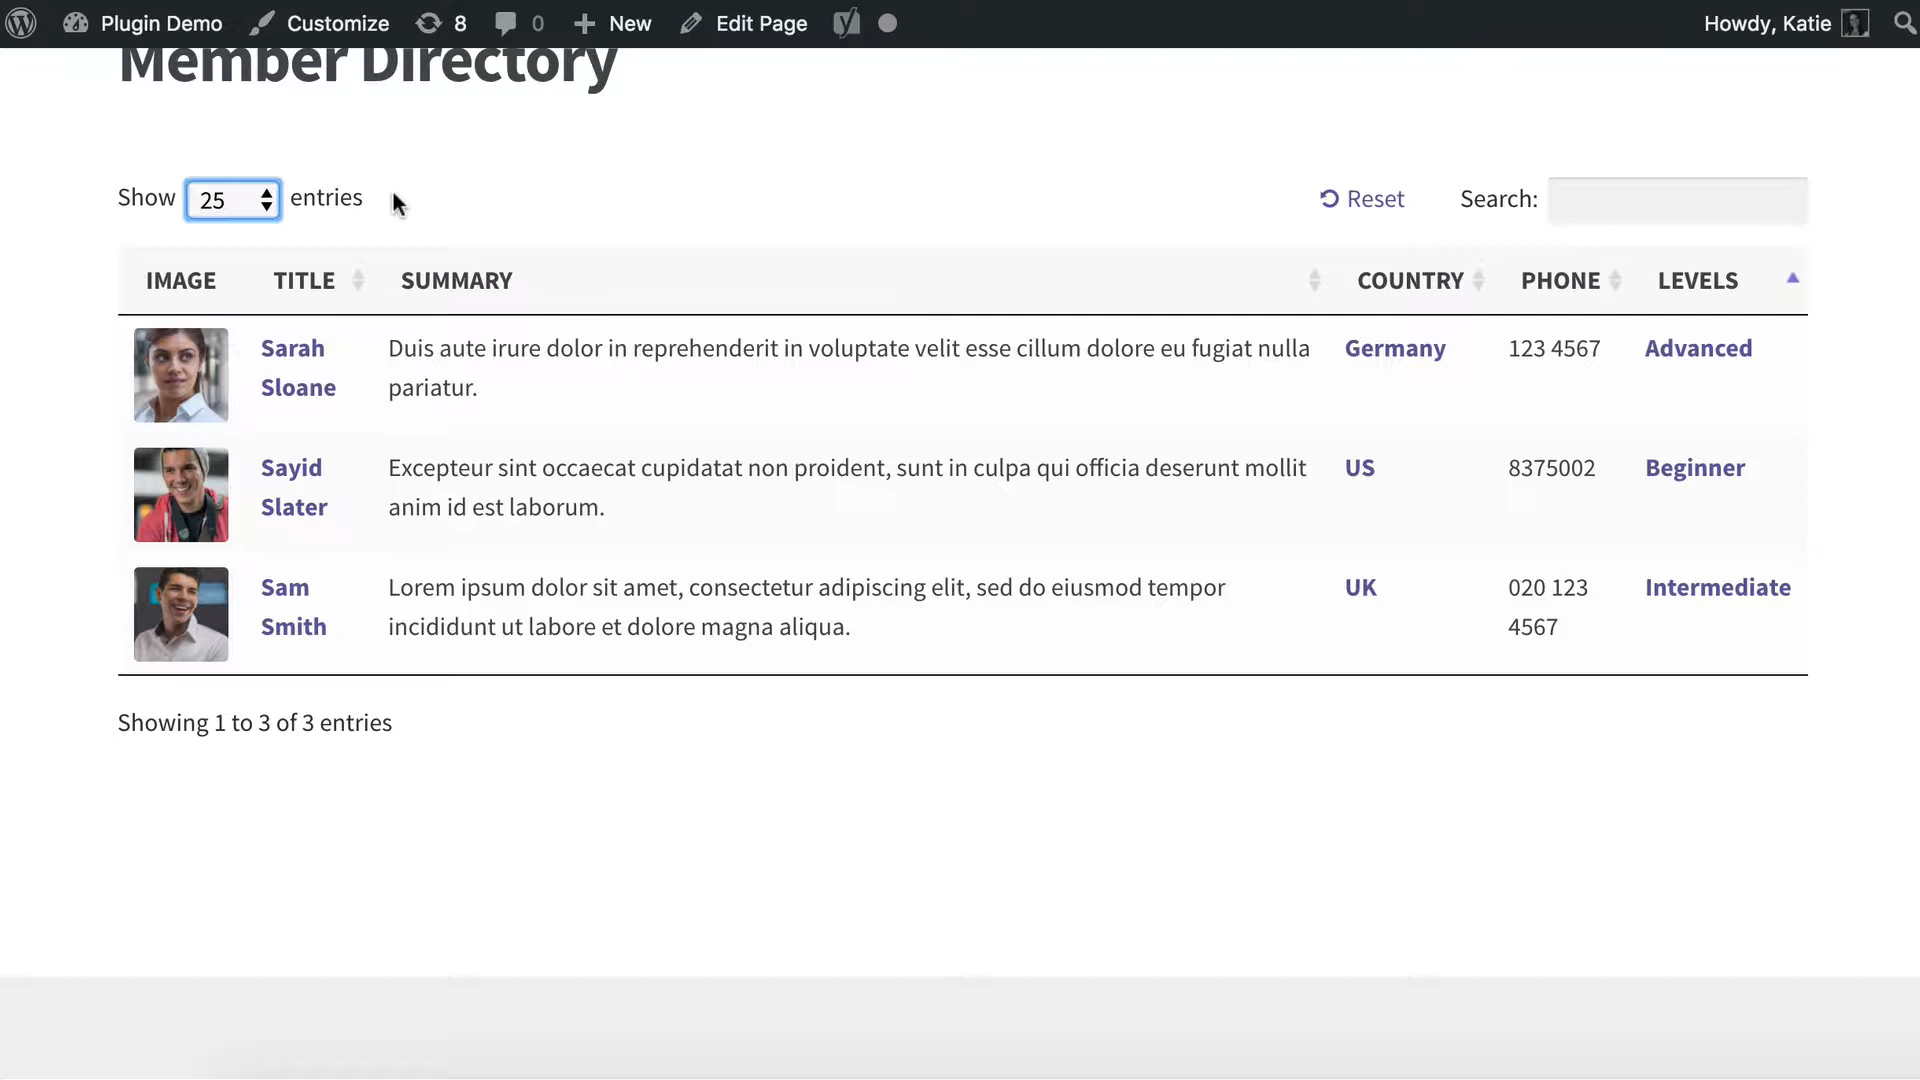 Plugin Demo Customize 8 0 New Edit Page Howdy, Katie
Member Directory
Show 25 entries Reset Search:
IMAGE TITLE SUMMARY COUNTRY PHONE LEVELS
Sarah Duis aute irure dolor in reprehenderit in voluptate velit esse cillum dolore eu fugiat nulla Germany 123 4567 Advanced
Sloane pariatur.
Sayid Excepteur sint occaecat cupidatat non proident, sunt in culpa qui officia deserunt mollit US 8375002 Beginner
Slater anim id est laborum.
Sam Lorem ipsum dolor sit amet, consectetur adipiscing elit, sed do eiusmod tempor UK 020 123 Intermediate
Smith incididunt ut labore et dolore magna aliqua. 4567
Showing 1 to 3 of 3 entries